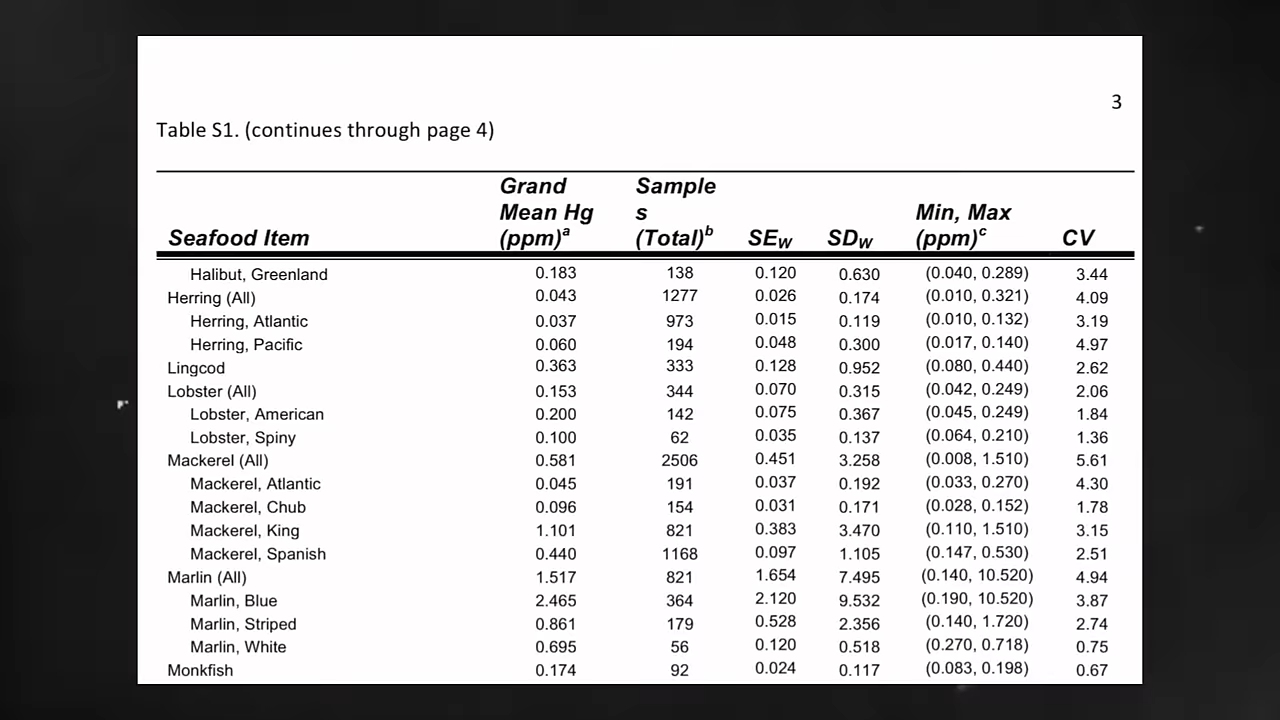 3
Table S1. (continues through page 4)
Grand Sample
Mean Hg s Min, Max
Seafood Item (ppm)a (Total)b SEW SDW (ppm)c CV
Halibut, Greenland 0.183 138 0.120 0.630 (0.040, 0.289) 3.44
Herring (All) 0.043 1277 0.026 0.174 (0.010, 0.321) 4.09
Herring, Atlantic 0.037 973 0.015 0.119 (0.010, 0.132) 3.19
Herring, Pacific 0.060 194 0.048 0.300 (0.017, 0.140) 4.97
Lingcod 0.363 333 0.128 0.952 (0.080, 0.440) 2.62
Lobster (All) 0.153 344 0.070 0.315 (0.042, 0.249) 2.06
Lobster, American 0.200 142 0.075 0.367 (0.045, 0.249) 1.84
Lobster, Spiny 0.100 62 0.035 0.137 (0.064, 0.210) 1.36
Mackerel (All) 0.581 2506 0.451 3.258 (0.008, 1.510) 5.61
Mackerel, Atlantic 0.045 191 0.037 0.192 (0.033, 0.270) 4.30
Mackerel, Chub 0.096 154 0.031 0.171 (0.028, 0.152) 1.78
Mackerel, King 1.101 821 0.383 3.470 (0.110, 1.510) 3.15
Mackerel, Spanish 0.440 1168 0.097 1.105 (0.147, 0.530) 2.51
Marlin (All) 1.517 821 1.654 7.495 (0.140, 10.520) 4.94
Marlin, Blue 2.465 364 2.120 9.532 (0.190, 10.520) 3.87
Marlin, Striped 0.861 179 0.528 2.356 (0.140, 1.720) 2.74
Marlin, White 0.695 56 0.120 0.518 (0.270, 0.718) 0.75
Monkfish 0.174 92 0.024 0.117 (0.083, 0.198) 0.67